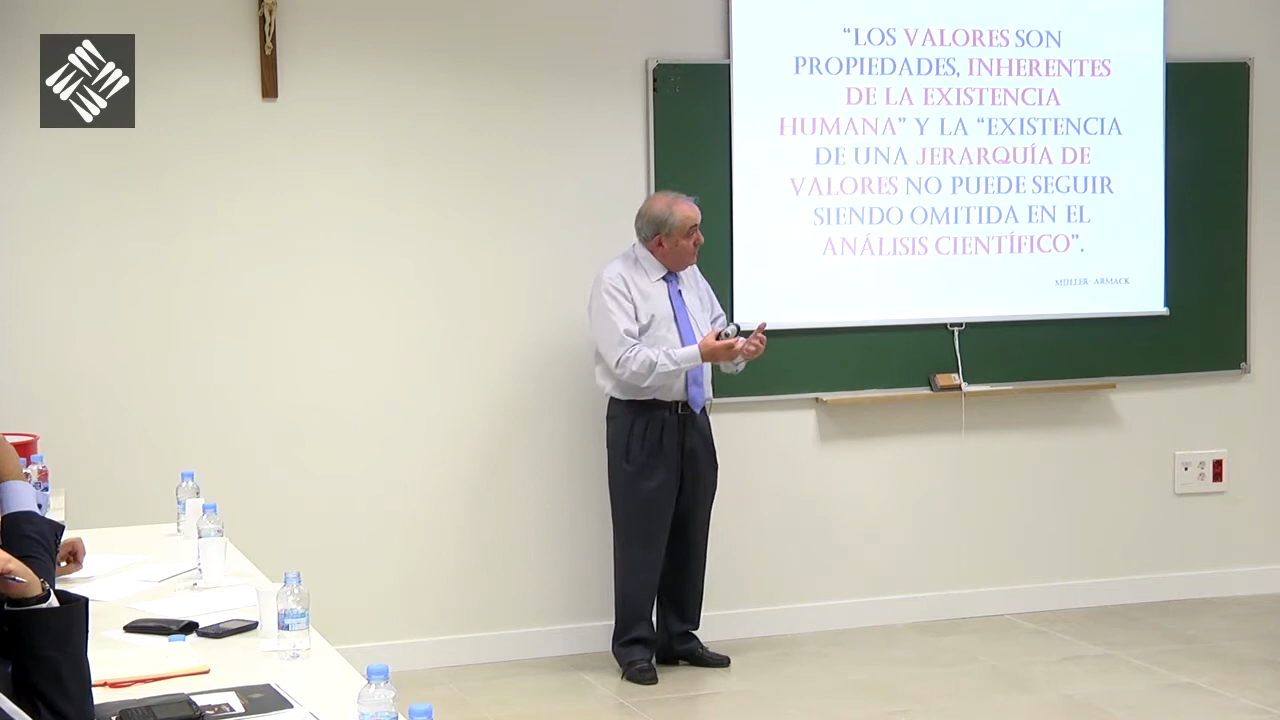 “LOS VALORES SON
PROPIEDADES, INHERENTES
DE LA EXISTENCIA
HUMANA” Y LA “EXISTENCIA
DE UNA JERARQUÍA DE
VALORES NO PUEDE SEGUIR
SIENDO OMITIDA EN EL
ANÁLISIS CIENTÍFICO”.
MÜLLER-ARMACK